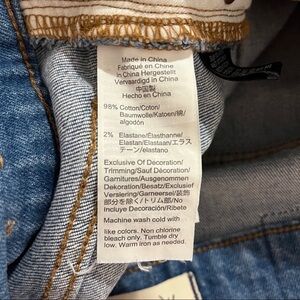 Made in China
Fabriqué en Chine
in China Hergestellt
Vervaardigd in China
中国製
Hecho en China
98% Cotton/Coton/
Baumwolle/Katoen/綿/
algodón
2% Elastane/Élasthanne/
Elastan/Elastaan/エラス
テーン/elastano
Exclusive Of Decoration/
Trimming/Sauf Décoration/
Garnitures/Ausgenommen
Dekoration/Besatz/Exclusief
Versiering/Garneersel/装飾
部分を除く/トリム部/No
Incluye Decoración/Ribete
Machine wash cold with
like colors. Non chlorine
bleach only. Tumble dry
low. Warm iron as needed.